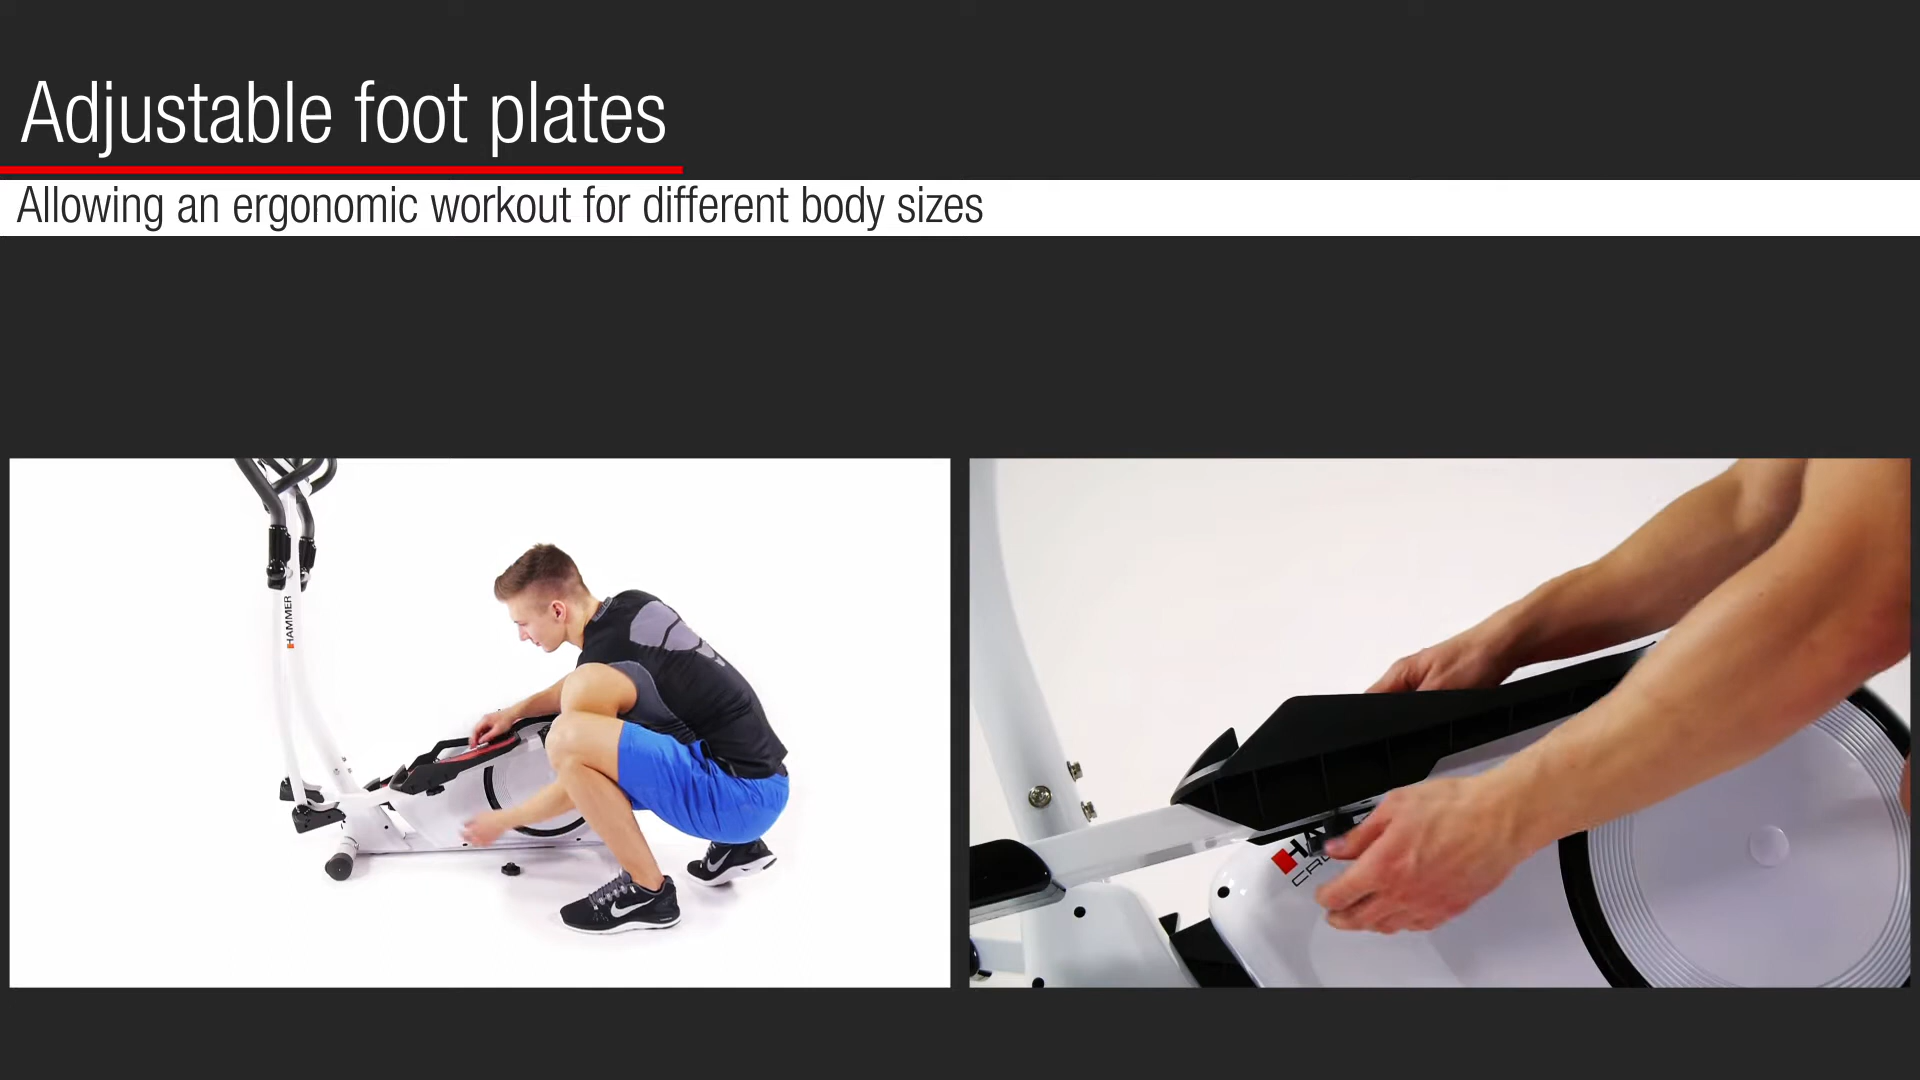 Adjustable foot plates
Allowing an ergonomic workout for different body sizes
HAMMER